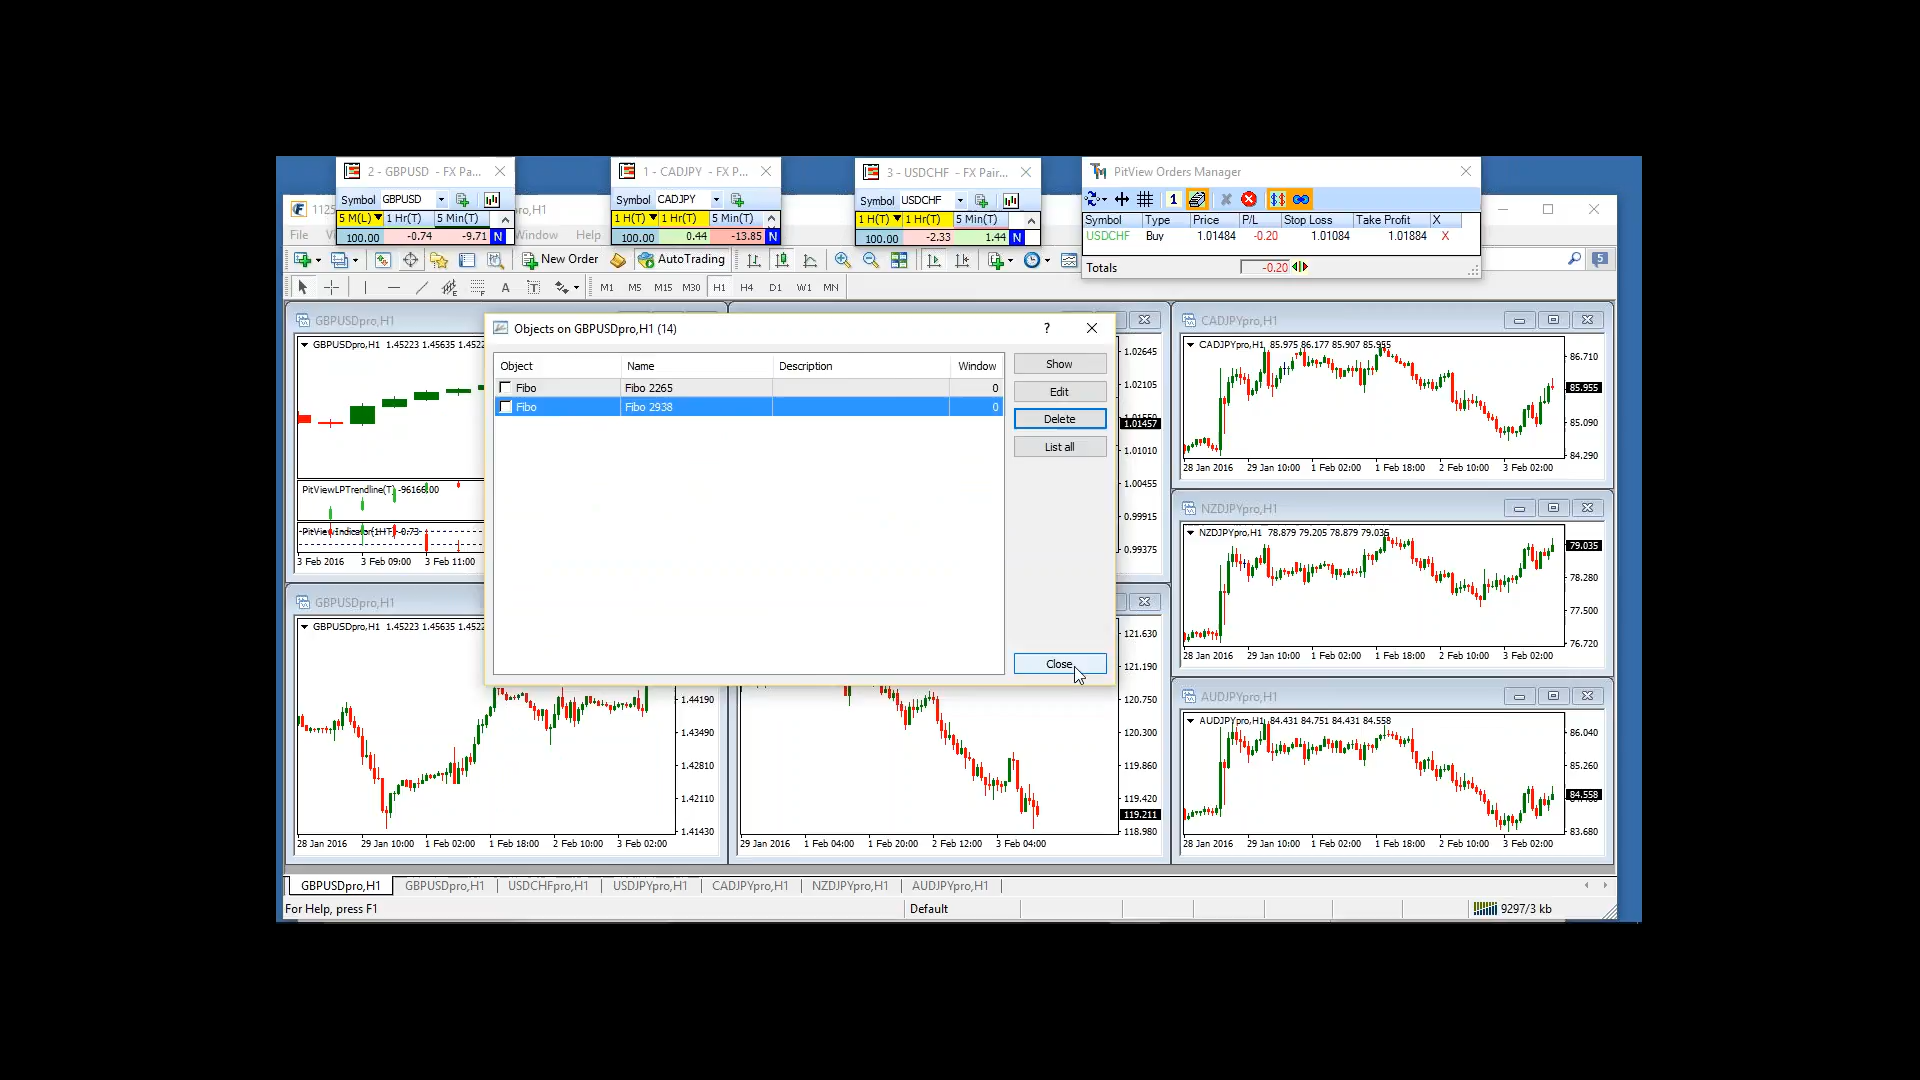 2 - GBPUSD - FX Pa...
1 - CADJPY - FX P...
3 - USDCHF - FX Pair...
PitView Orders Manager
Symbol GBPUSD
Symbol CADJPY
Symbol USDCHF
1
5 M(L) 1 Hr(T) 5 Min(T)
100.00 -0.74 -9.71 N
1 H(T) 1 Hr(T) 5 Min(T)
100.00 0.44 -13.85 N
1 H(T) 1 Hr(T) 5 Min(T)
100.00 -2.33 1.44 N
Symbol Type Price P/L Stop Loss Take Profit X
USDCHF Buy 1.01484 -0.20 1.01084 1.01884 X
Totals -0.20
1125
pro,H1
File Window Help
New Order AutoTrading
5
A T M1 M5 M15 M30 H1 H4 D1 W1 MN
GBPUSDpro,H1
GBPUSDpro,H1 1.45223 1.45635 1.452
PitViewLPTrendline(T) -96166.00
PitViewIndicator(1HT) -0.73
3 Feb 2016 3 Feb 09:00 3 Feb 11:00
Objects on GBPUSDpro,H1 (14)
?
Object Name Description Window
Fibo Fibo 2265 0
Fibo Fibo 2938 0
Show
Edit
Delete
List all
Close
1.02645
1.02105
1.01457
1.01010
1.00455
0.99915
0.99375
CADJPYpro,H1
CADJPYpro,H1 85.975 86.177 85.907 85.955
86.710
85.955
85.090
84.290
28 Jan 2016 29 Jan 10:00 1 Feb 02:00 1 Feb 18:00 2 Feb 10:00 3 Feb 02:00
NZDJPYpro,H1
NZDJPYpro,H1 78.879 79.205 78.879 79.035
79.035
78.280
77.500
76.720
28 Jan 2016 29 Jan 10:00 1 Feb 02:00 1 Feb 18:00 2 Feb 10:00 3 Feb 02:00
GBPUSDpro,H1
GBPUSDpro,H1 1.45223 1.45635 1.4522
1.44190
1.43490
1.42810
1.42110
1.41430
28 Jan 2016 29 Jan 10:00 1 Feb 02:00 1 Feb 18:00 2 Feb 10:00 3 Feb 02:00
121.630
121.190
120.750
120.300
119.860
119.420
119.211
118.980
29 Jan 2016 1 Feb 04:00 1 Feb 20:00 2 Feb 12:00 3 Feb 04:00
AUDJPYpro,H1
AUDJPYpro,H1 84.431 84.751 84.431 84.558
86.040
85.260
84.558
83.680
28 Jan 2016 29 Jan 10:00 1 Feb 02:00 1 Feb 18:00 2 Feb 10:00 3 Feb 02:00
GBPUSDpro,H1 GBPUSDpro,H1 USDCHFpro,H1 USDJPYpro,H1 CADJPYpro,H1 NZDJPYpro,H1 AUDJPYpro,H1
For Help, press F1 Default 9297/3 kb